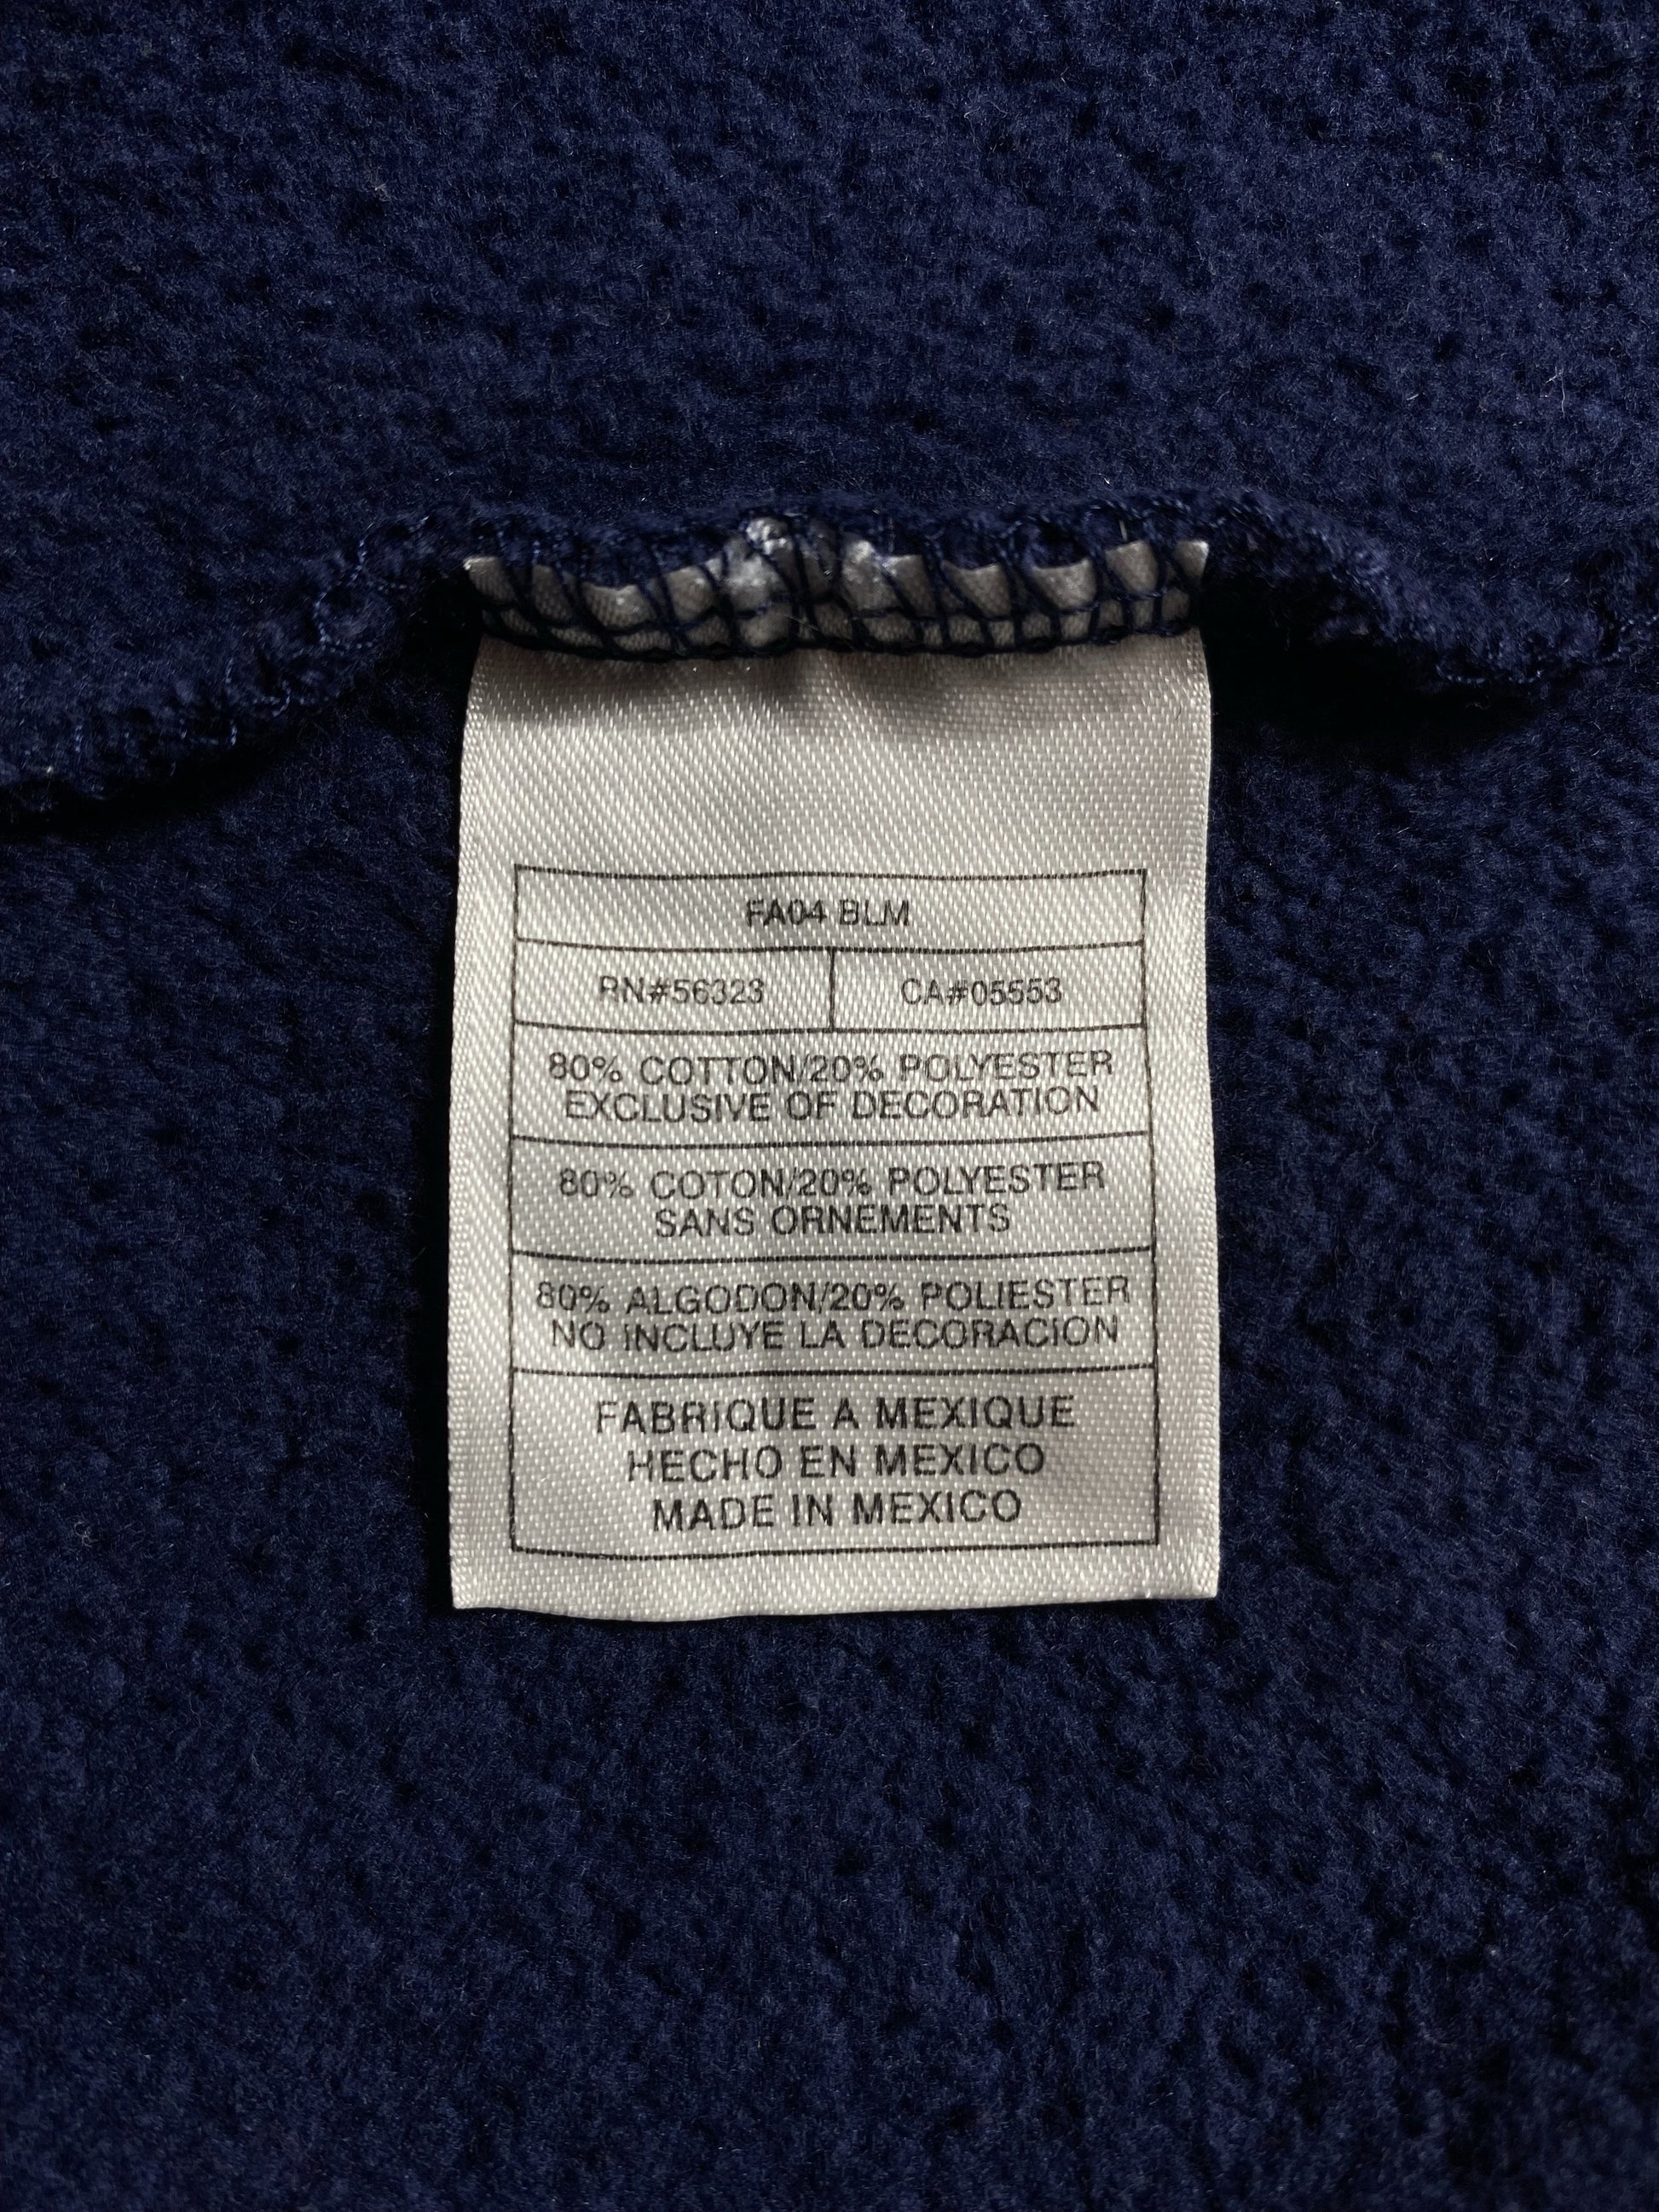 FA04 BLM
RN#56323 CA#05553
80% COTTON/20% POLYESTER
EXCLUSIVE OF DECORATION
80% COTON/20% POLYESTER
SANS ORNEMENTS
80% ALGODON/20% POLIESTER
NO INCLUYE LA DECORACION
FABRIQUE A MEXIQUE
HECHO EN MEXICO
MADE IN MEXICO